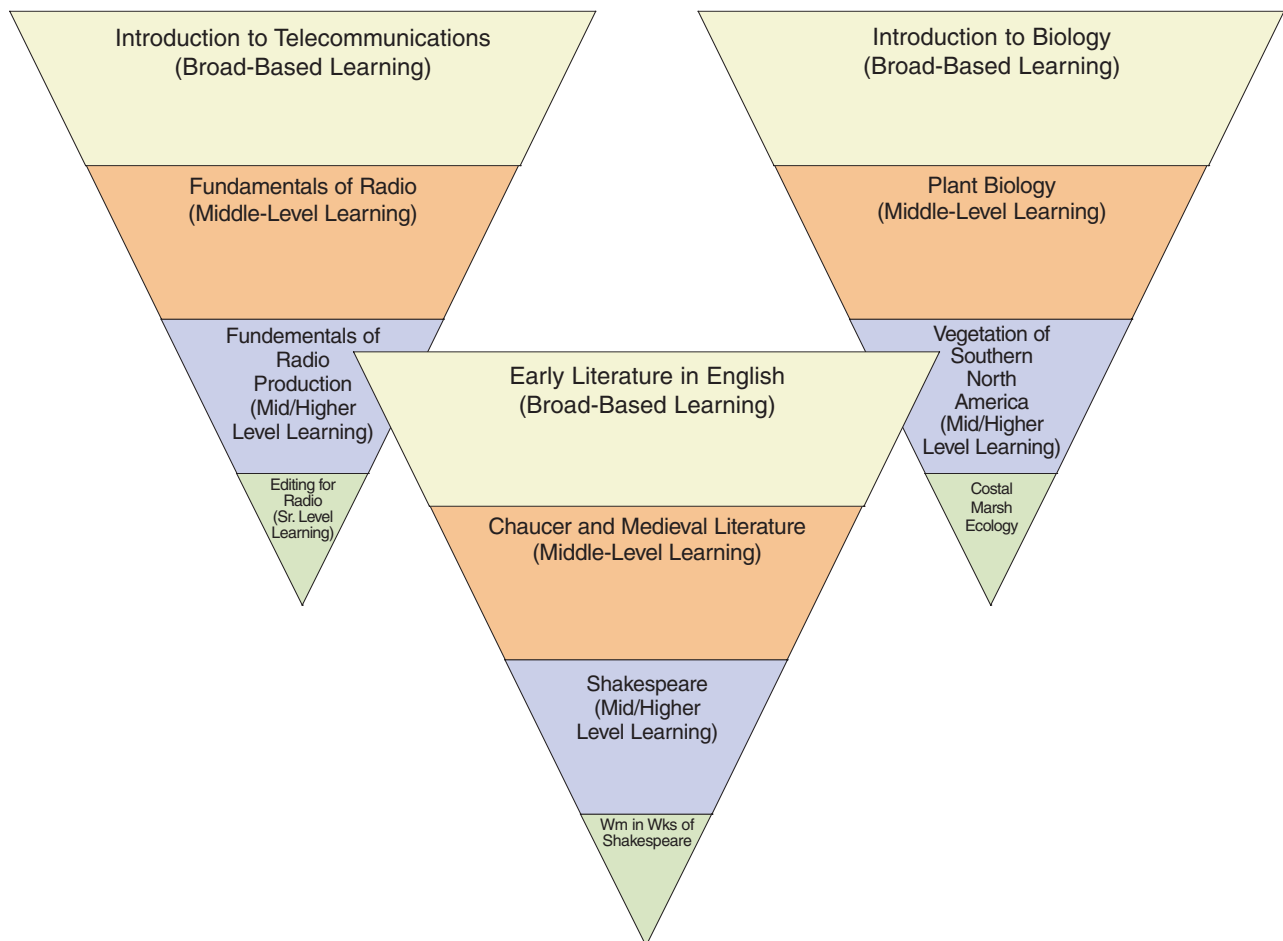 Introduction to Telecommunications
(Broad-Based Learning)
Fundamentals of Radio
(Middle-Level Learning)
Fundementals of
Radio
Production
(Mid/Higher
Level Learning)
Editing for
Radio
(Sr. Level
Learning)
Introduction to Biology
(Broad-Based Learning)
Plant Biology
(Middle-Level Learning)
Vegetation of
Southern
North
America
(Mid/Higher
Level Learning)
Costal
Marsh
Ecology
Early Literature in English
(Broad-Based Learning)
Chaucer and Medieval Literature
(Middle-Level Learning)
Shakespeare
(Mid/Higher
Level Learning)
Wm in Wks of
Shakespeare